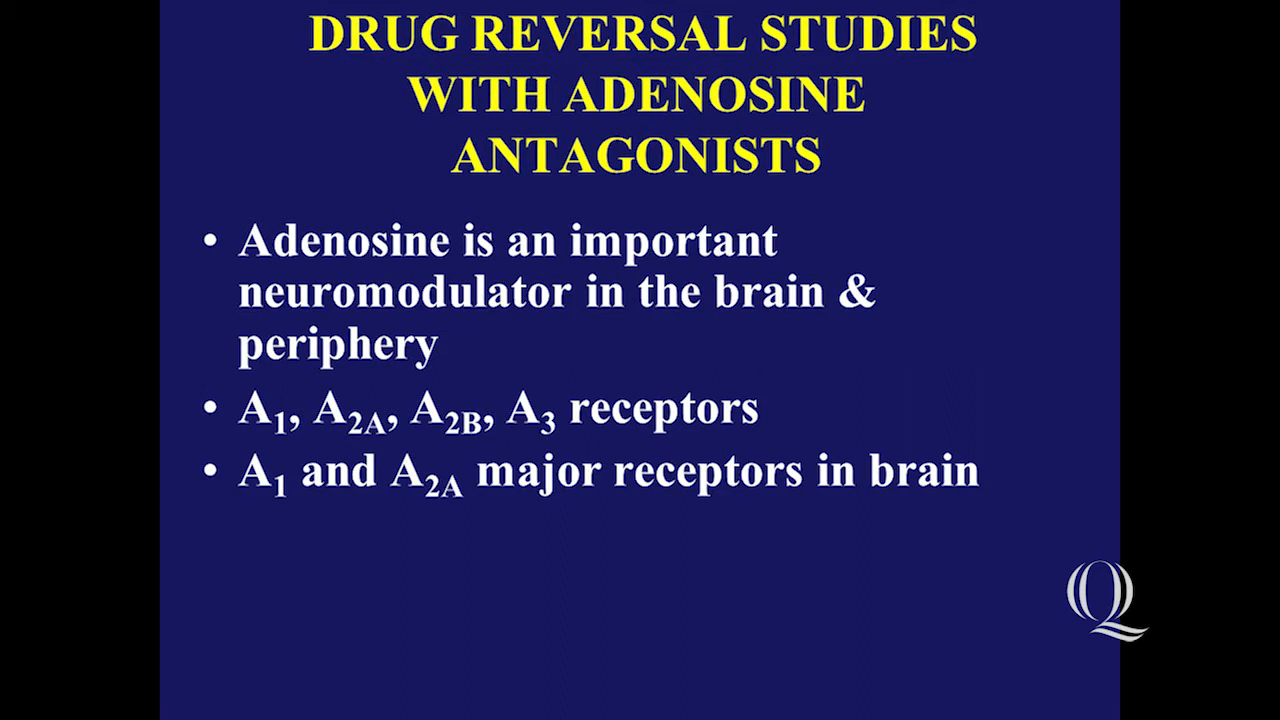 DRUG REVERSAL STUDIES
WITH ADENOSINE
ANTAGONISTS
• Adenosine is an important
neuromodulator in the brain &
periphery
• A₁, A₂A, A₂B, A₃ receptors
• A₁ and A₂A major receptors in brain
Q